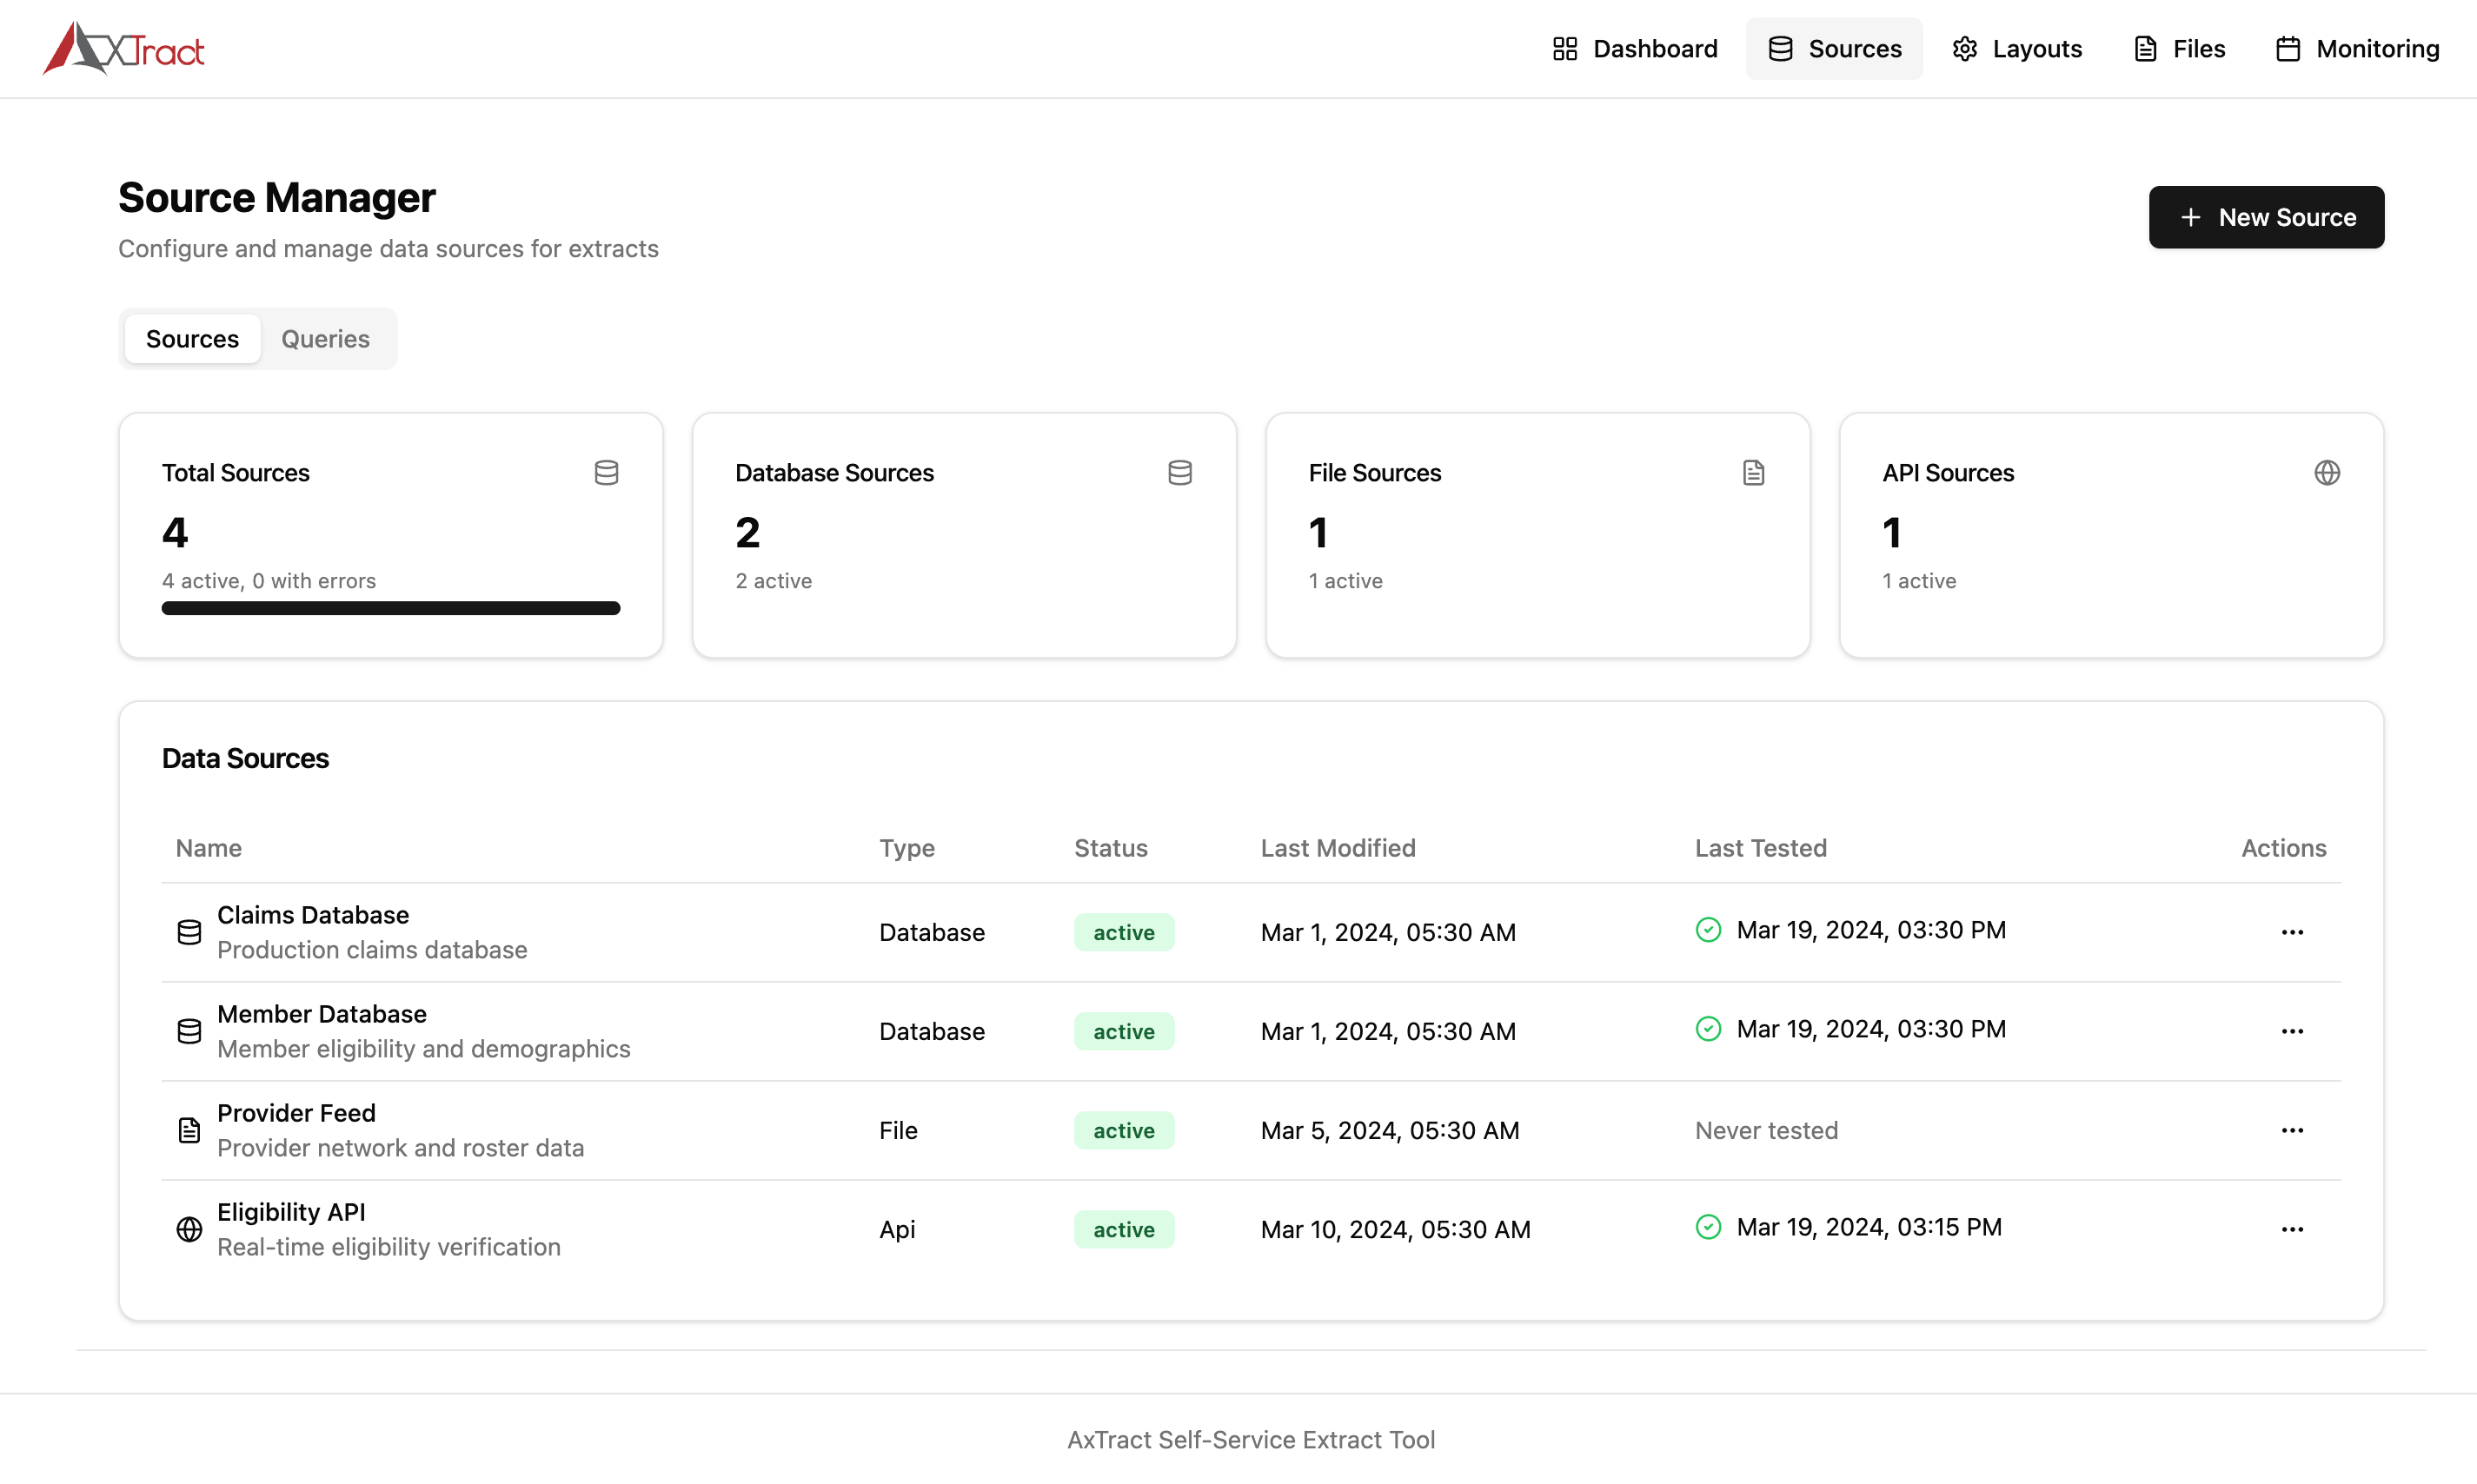 AxTract
Dashboard
Sources
Layouts
Files
Monitoring
Source Manager
Configure and manage data sources for extracts
New Source
Sources
Queries
Total Sources
4
4 active, 0 with errors
Database Sources
2
2 active
File Sources
1
1 active
API Sources
1
1 active
Data Sources
Name Type Status Last Modified Last Tested Actions
Claims Database
Production claims database
Database active Mar 1, 2024, 05:30 AM Mar 19, 2024, 03:30 PM
Member Database
Member eligibility and demographics
Database active Mar 1, 2024, 05:30 AM Mar 19, 2024, 03:30 PM
Provider Feed
Provider network and roster data
File active Mar 5, 2024, 05:30 AM Never tested
Eligibility API
Real-time eligibility verification
Api active Mar 10, 2024, 05:30 AM Mar 19, 2024, 03:15 PM
AxTract Self-Service Extract Tool